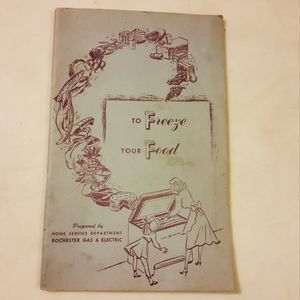 TO Freeze
YOUR Food
Prepared by
HOME SERVICE DEPARTMENT
ROCHESTER GAS & ELECTRIC